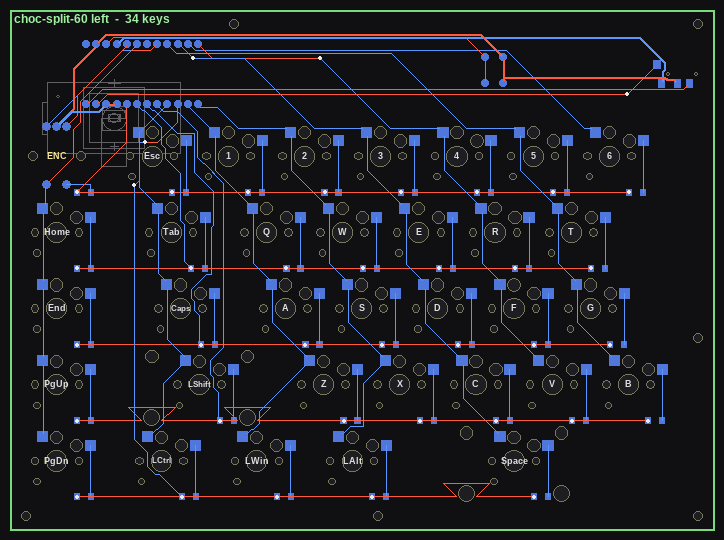 choc-split-60 left - 34 keys
ENC Esc 1 2 3 4 5 6
Home Tab Q W E R T
End Caps A S D F G
PgUp LShift Z X C V B
PgDn LCtrl LWin LAlt Space